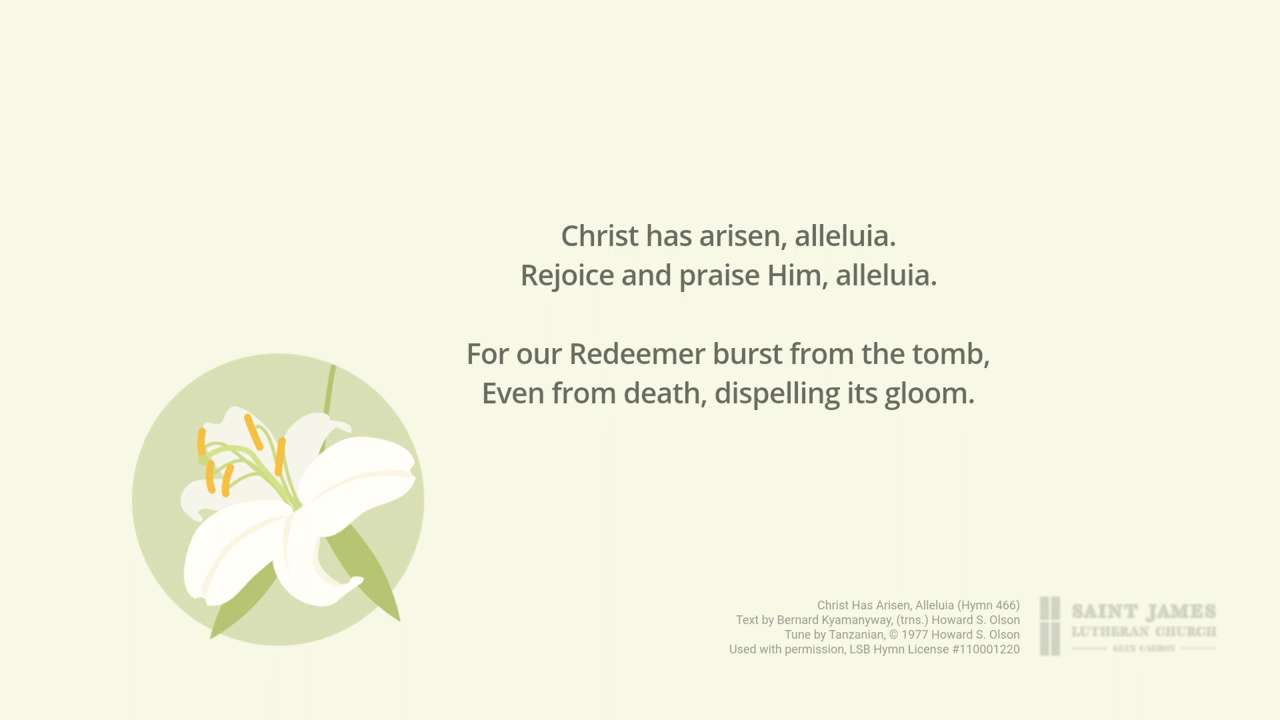 Christ has arisen, alleluia.
Rejoice and praise Him, alleluia.
For our Redeemer burst from the tomb,
Even from death, dispelling its gloom.
Christ Has Arisen, Alleluia (Hymn 466)
Text by Bernard Kyamanyway, (trns.) Howard S. Olson
Tune by Tanzanian, © 1977 Howard S. Olson
Used with permission, LSB Hymn License #110001220
SAINT JAMES
LUTHERAN CHURCH
GLEN CARBON